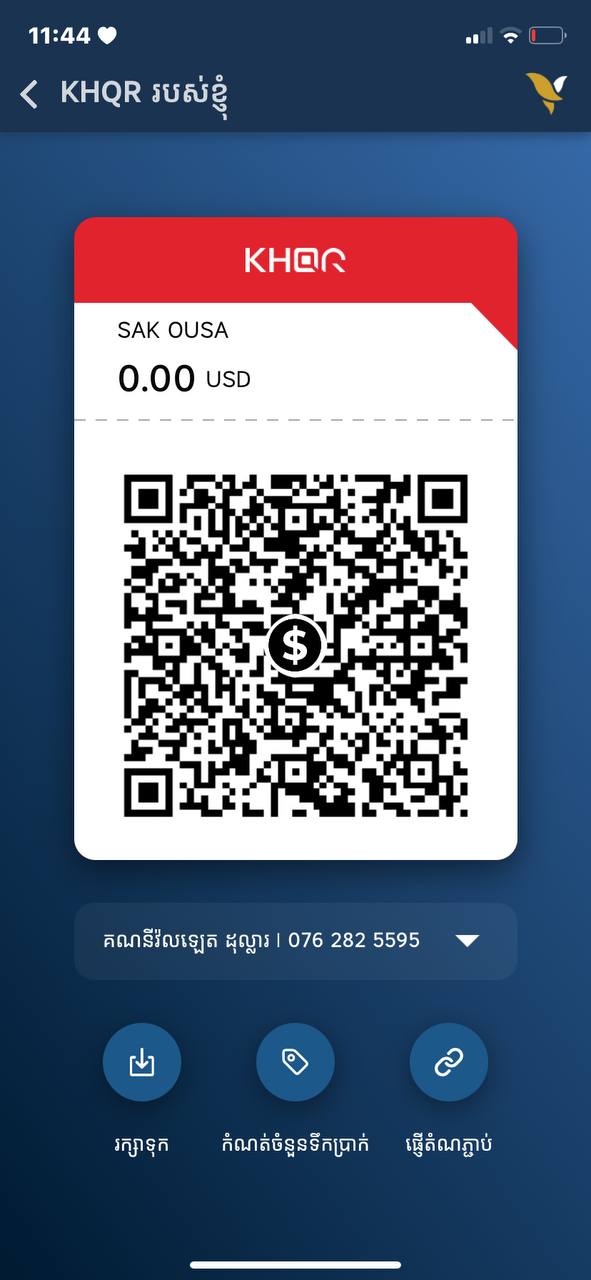 11:44
KHQR របស់ខ្ញុំ
KHQR
SAK OUSA
0.00 USD
$
គណនីវ៉លឡេត ដុល្លារ | 076 282 5595
រក្សាទុក
កំណត់ចំនួនទឹកប្រាក់
ផ្ញើតំណភ្ជាប់